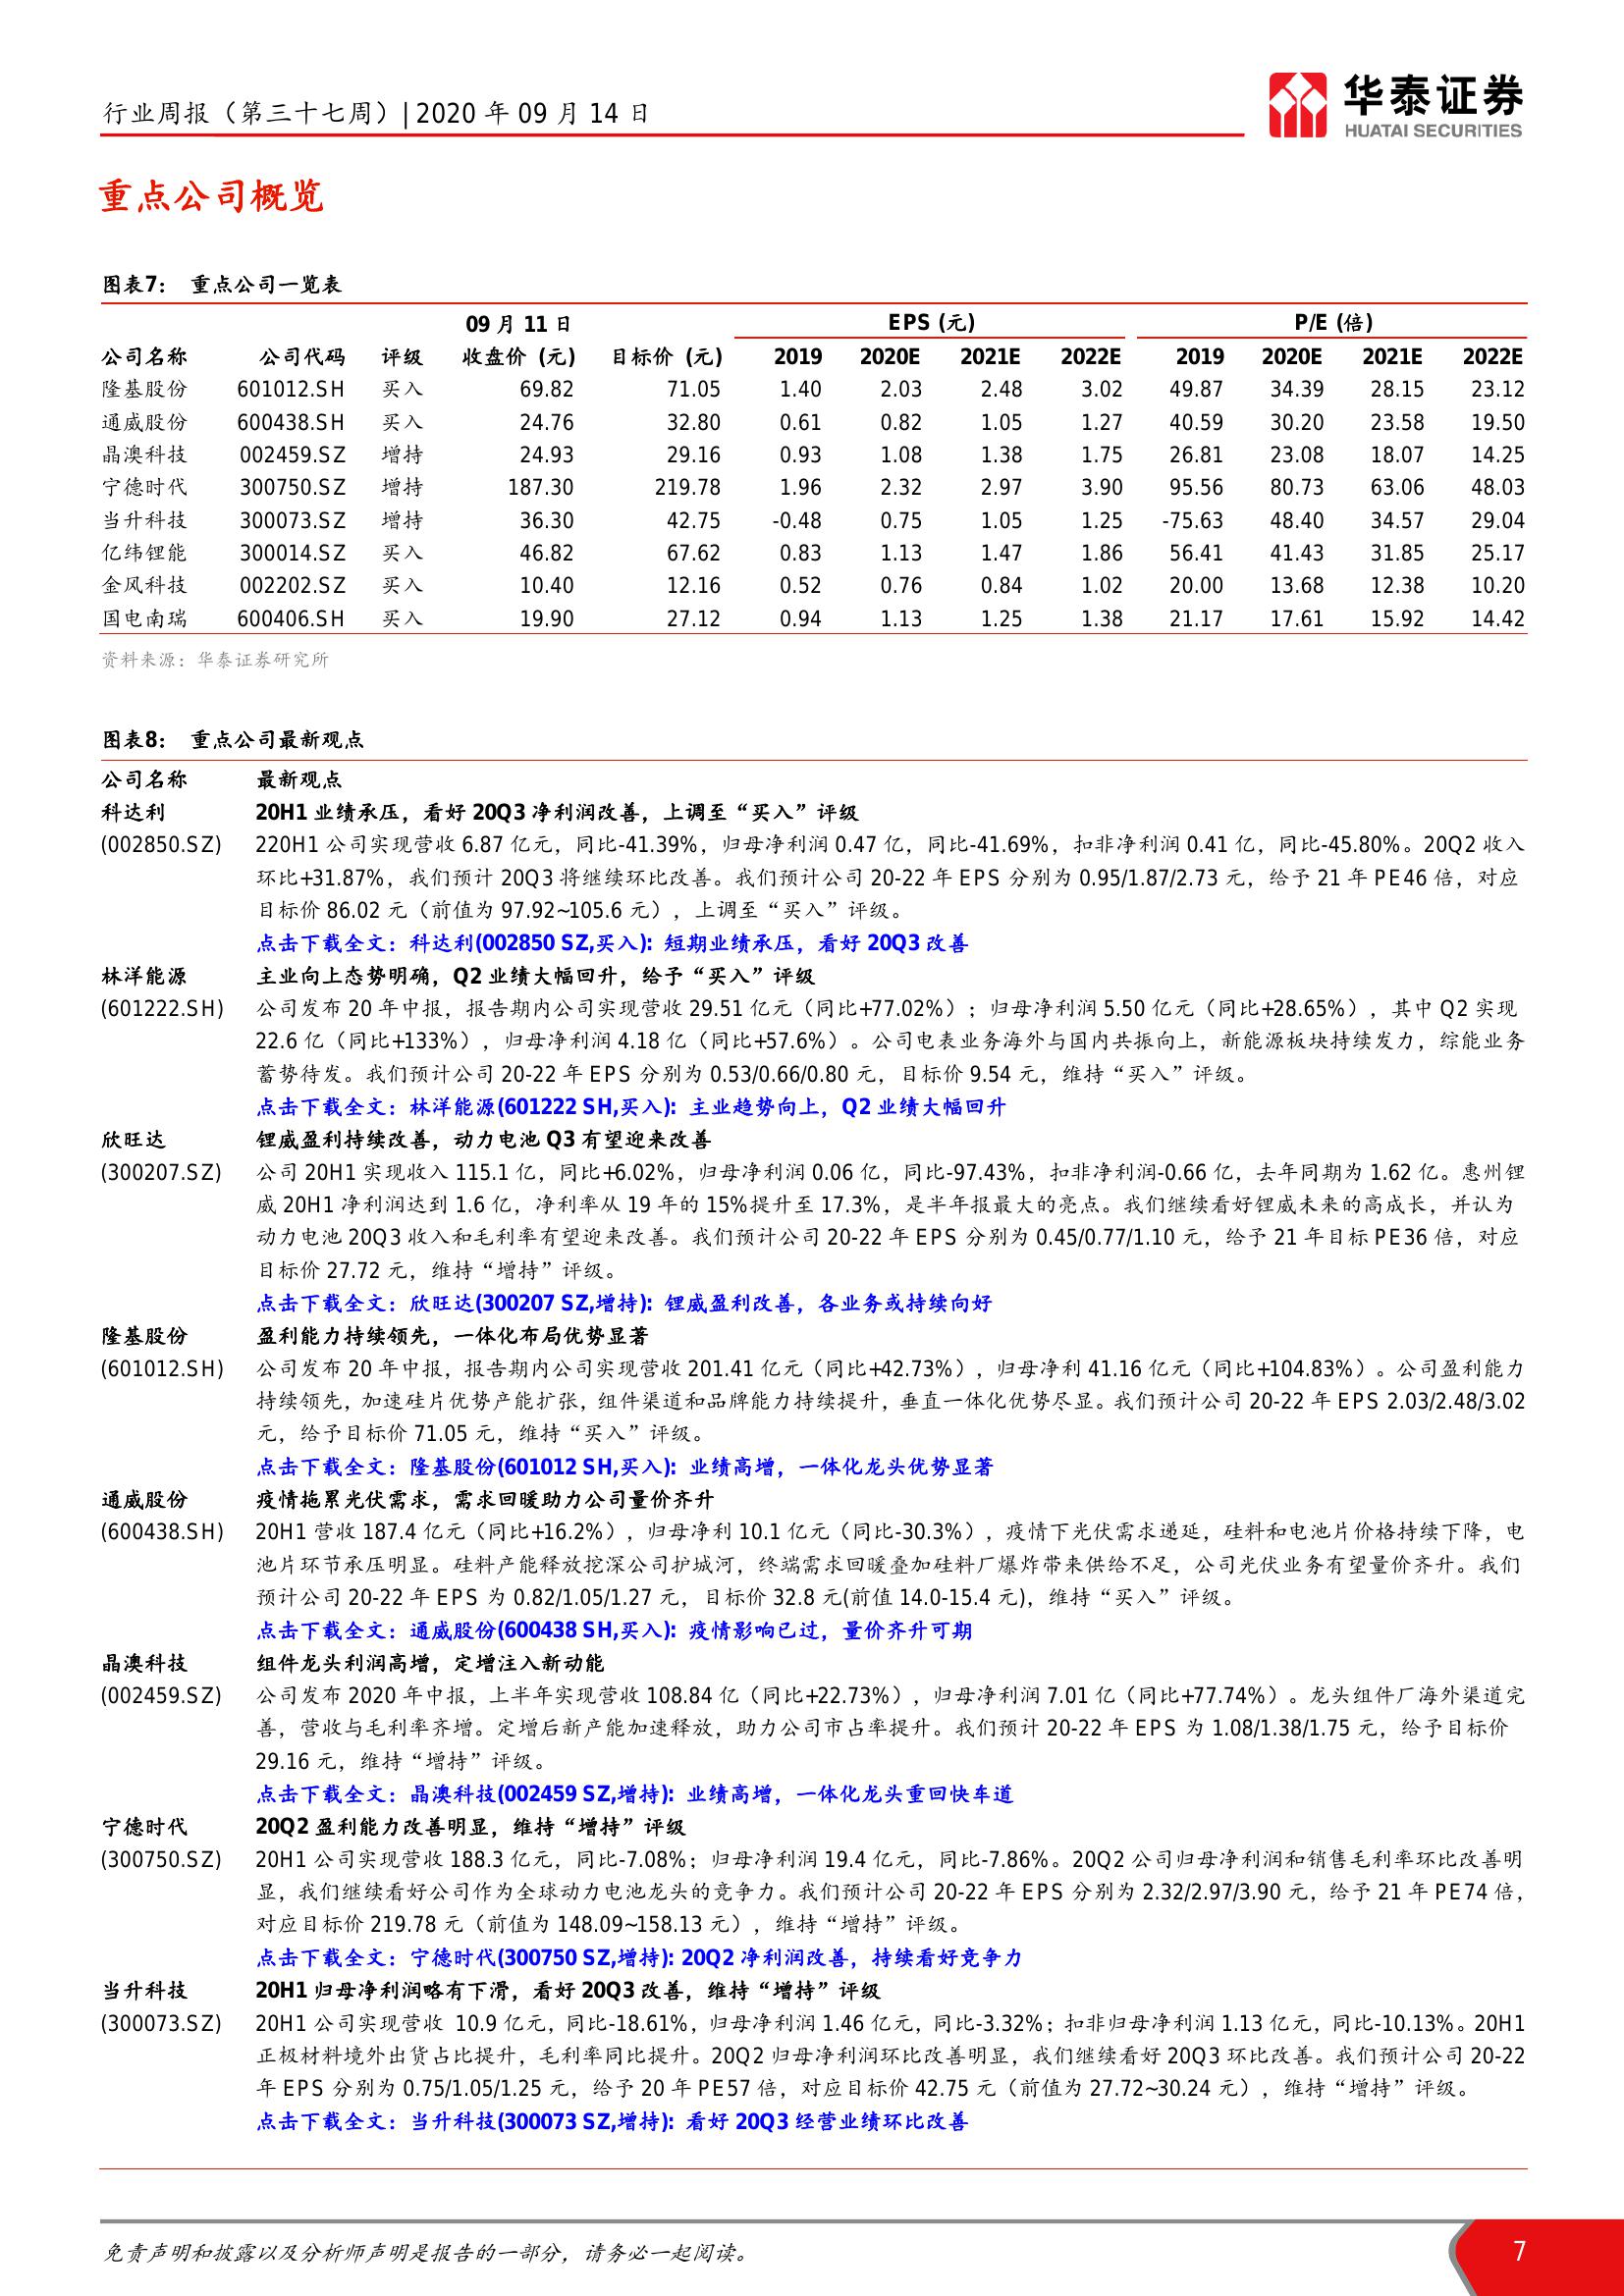 行业周报（第三十七周）| 2020 年 09 月 14 日
华泰证券
HUATAI SECURITIES
重点公司概览
图表7： 重点公司一览表
09 月 11 日 EPS (元) P/E (倍)
公司名称 公司代码 评级 收盘价 (元) 目标价 (元) 2019 2020E 2021E 2022E 2019 2020E 2021E 2022E
隆基股份 601012.SH 买入 69.82 71.05 1.40 2.03 2.48 3.02 49.87 34.39 28.15 23.12
通威股份 600438.SH 买入 24.76 32.80 0.61 0.82 1.05 1.27 40.59 30.20 23.58 19.50
晶澳科技 002459.SZ 增持 24.93 29.16 0.93 1.08 1.38 1.75 26.81 23.08 18.07 14.25
宁德时代 300750.SZ 增持 187.30 219.78 1.96 2.32 2.97 3.90 95.56 80.73 63.06 48.03
当升科技 300073.SZ 增持 36.30 42.75 -0.48 0.75 1.05 1.25 -75.63 48.40 34.57 29.04
亿纬锂能 300014.SZ 买入 46.82 67.62 0.83 1.13 1.47 1.86 56.41 41.43 31.85 25.17
金风科技 002202.SZ 买入 10.40 12.16 0.52 0.76 0.84 1.02 20.00 13.68 12.38 10.20
国电南瑞 600406.SH 买入 19.90 27.12 0.94 1.13 1.25 1.38 21.17 17.61 15.92 14.42
资料来源：华泰证券研究所
图表8： 重点公司最新观点
公司名称 最新观点
科达利 20H1 业绩承压，看好 20Q3 净利润改善，上调至“买入”评级
(002850.SZ) 220H1 公司实现营收 6.87 亿元，同比-41.39%，归母净利润 0.47 亿，同比-41.69%，扣非净利润 0.41 亿，同比-45.80%。20Q2 收入
环比+31.87%，我们预计 20Q3 将继续环比改善。我们预计公司 20-22 年 EPS 分别为 0.95/1.87/2.73 元，给予 21 年 PE46 倍，对应
目标价 86.02 元（前值为 97.92~105.6 元），上调至“买入”评级。
点击下载全文：科达利(002850 SZ,买入): 短期业绩承压，看好 20Q3 改善
林洋能源 主业向上态势明确，Q2 业绩大幅回升，给予“买入”评级
(601222.SH) 公司发布 20 年中报，报告期内公司实现营收 29.51 亿元（同比+77.02%）；归母净利润 5.50 亿元（同比+28.65%），其中 Q2 实现
22.6 亿（同比+133%），归母净利润 4.18 亿（同比+57.6%）。公司电表业务海外与国内共振向上，新能源板块持续发力，综能业务
蓄势待发。我们预计公司 20-22 年 EPS 分别为 0.53/0.66/0.80 元，目标价 9.54 元，维持“买入”评级。
点击下载全文：林洋能源(601222 SH,买入): 主业趋势向上，Q2 业绩大幅回升
欣旺达 锂威盈利持续改善，动力电池 Q3 有望迎来改善
(300207.SZ) 公司 20H1 实现收入 115.1 亿，同比+6.02%，归母净利润 0.06 亿，同比-97.43%，扣非净利润-0.66 亿，去年同期为 1.62 亿。惠州锂
威 20H1 净利润达到 1.6 亿，净利率从 19 年的 15%提升至 17.3%，是半年报最大的亮点。我们继续看好锂威未来的高成长，并认为
动力电池 20Q3 收入和毛利率有望迎来改善。我们预计公司 20-22 年 EPS 分别为 0.45/0.77/1.10 元，给予 21 年目标 PE36 倍，对应
目标价 27.72 元，维持“增持”评级。
点击下载全文：欣旺达(300207 SZ,增持): 锂威盈利改善，各业务或持续向好
隆基股份 盈利能力持续领先，一体化布局优势显著
(601012.SH) 公司发布 20 年中报，报告期内公司实现营收 201.41 亿元（同比+42.73%），归母净利 41.16 亿元（同比+104.83%）。公司盈利能力
持续领先，加速硅片优势产能扩张，组件渠道和品牌能力持续提升，垂直一体化优势尽显。我们预计公司 20-22 年 EPS 2.03/2.48/3.02
元，给予目标价 71.05 元，维持“买入”评级。
点击下载全文：隆基股份(601012 SH,买入): 业绩高增，一体化龙头优势显著
通威股份 疫情拖累光伏需求，需求回暖助力公司量价齐升
(600438.SH) 20H1 营收 187.4 亿元（同比+16.2%），归母净利 10.1 亿元（同比-30.3%），疫情下光伏需求递延，硅料和电池片价格持续下降，电
池片环节承压明显。硅料产能释放挖深公司护城河，终端需求回暖叠加硅料厂爆炸带来供给不足，公司光伏业务有望量价齐升。我们
预计公司 20-22 年 EPS 为 0.82/1.05/1.27 元，目标价 32.8 元(前值 14.0-15.4 元)，维持“买入”评级。
点击下载全文：通威股份(600438 SH,买入): 疫情影响已过，量价齐升可期
晶澳科技 组件龙头利润高增，定增注入新动能
(002459.SZ) 公司发布 2020 年中报，上半年实现营收 108.84 亿（同比+22.73%），归母净利润 7.01 亿（同比+77.74%）。龙头组件厂海外渠道完
善，营收与毛利率齐增。定增后新产能加速释放，助力公司市占率提升。我们预计 20-22 年 EPS 为 1.08/1.38/1.75 元，给予目标价
29.16 元，维持“增持”评级。
点击下载全文：晶澳科技(002459 SZ,增持): 业绩高增，一体化龙头重回快车道
宁德时代 20Q2 盈利能力改善明显，维持“增持”评级
(300750.SZ) 20H1 公司实现营收 188.3 亿元，同比-7.08%；归母净利润 19.4 亿元，同比-7.86%。20Q2 公司归母净利润和销售毛利率环比改善明
显，我们继续看好公司作为全球动力电池龙头的竞争力。我们预计公司 20-22 年 EPS 分别为 2.32/2.97/3.90 元，给予 21 年 PE74 倍，
对应目标价 219.78 元（前值为 148.09~158.13 元），维持“增持”评级。
点击下载全文：宁德时代(300750 SZ,增持): 20Q2 净利润改善，持续看好竞争力
当升科技 20H1 归母净利润略有下滑，看好 20Q3 改善，维持“增持”评级
(300073.SZ) 20H1 公司实现营收 10.9 亿元，同比-18.61%，归母净利润 1.46 亿元，同比-3.32%；扣非归母净利润 1.13 亿元，同比-10.13%。20H1
正极材料境外出货占比提升，毛利率同比提升。20Q2 归母净利润环比改善明显，我们继续看好 20Q3 环比改善。我们预计公司 20-22
年 EPS 分别为 0.75/1.05/1.25 元，给予 20 年 PE57 倍，对应目标价 42.75 元（前值为 27.72~30.24 元），维持“增持”评级。
点击下载全文：当升科技(300073 SZ,增持): 看好 20Q3 经营业绩环比改善
免责声明和披露以及分析师声明是报告的一部分，请务必一起阅读。
7